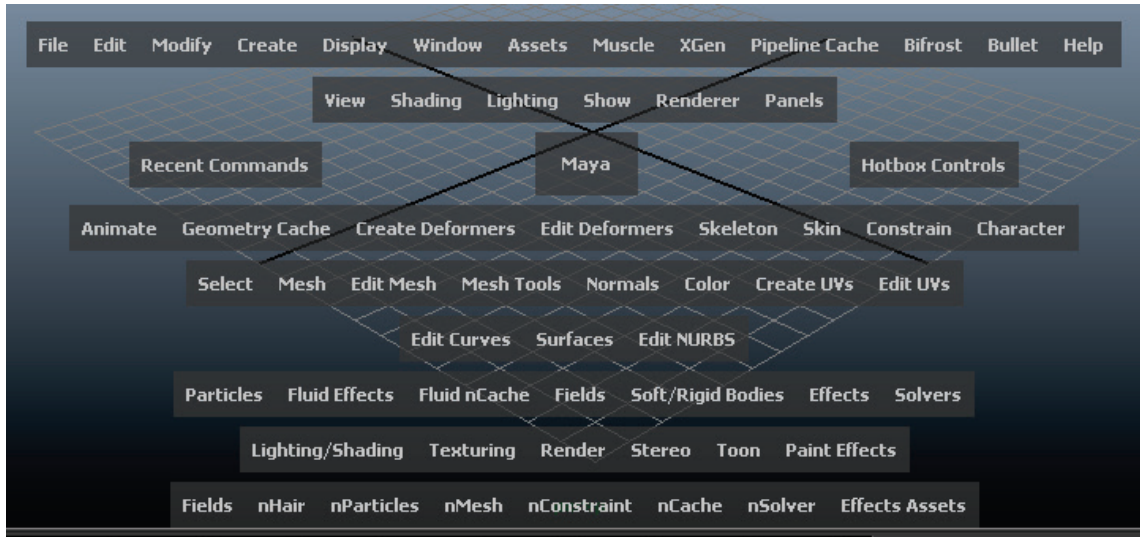 File Edit Modify Create Display Window Assets Muscle XGen Pipeline Cache Bifrost Bullet Help
View Shading Lighting Show Renderer Panels
Recent Commands Maya Hotbox Controls
Animate Geometry Cache Create Deformers Edit Deformers Skeleton Skin Constrain Character
Select Mesh Edit Mesh Mesh Tools Normals Color Create UVs Edit UVs
Edit Curves Surfaces Edit NURBS
Particles Fluid Effects Fluid nCache Fields Soft/Rigid Bodies Effects Solvers
Lighting/Shading Texturing Render Stereo Toon Paint Effects
Fields nHair nParticles nMesh nConstraint nCache nSolver Effects Assets